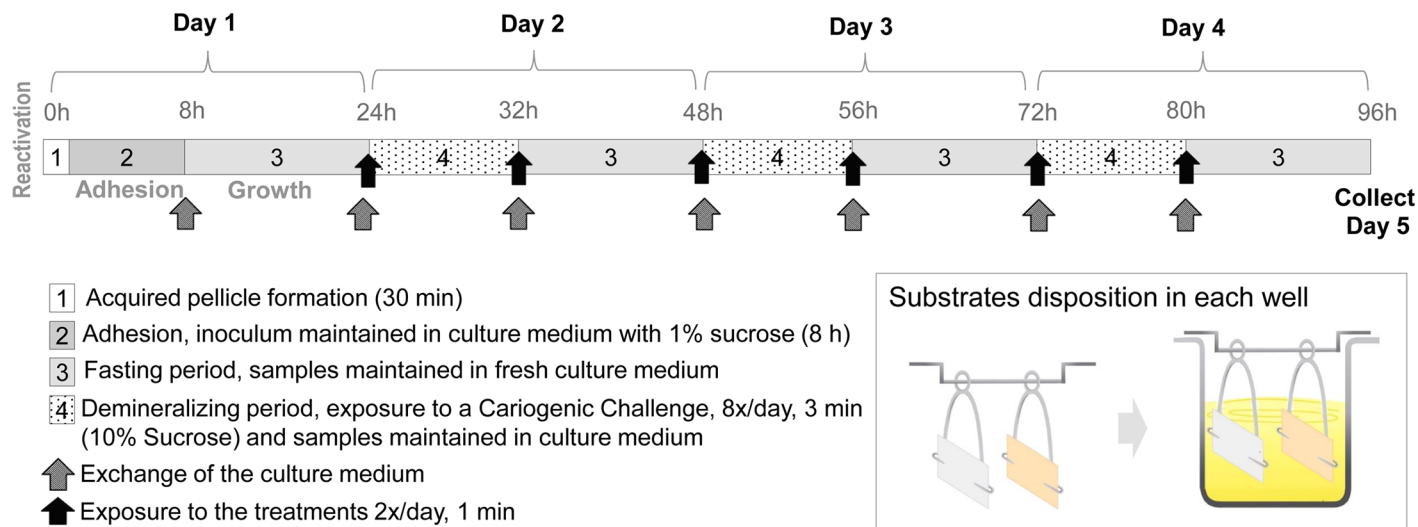 Day 1 Day 2 Day 3 Day 4
Reactivation
0h 8h 24h 32h 48h 56h 72h 80h 96h
1 2 3 4 3 4 3 4 3
Adhesion Growth
Collect
Day 5
1 Acquired pellicle formation (30 min)
2 Adhesion, inoculum maintained in culture medium with 1% sucrose (8 h)
3 Fasting period, samples maintained in fresh culture medium
4 Demineralizing period, exposure to a Cariogenic Challenge, 8x/day, 3 min
(10% Sucrose) and samples maintained in culture medium
Exchange of the culture medium
Exposure to the treatments 2x/day, 1 min
Substrates disposition in each well